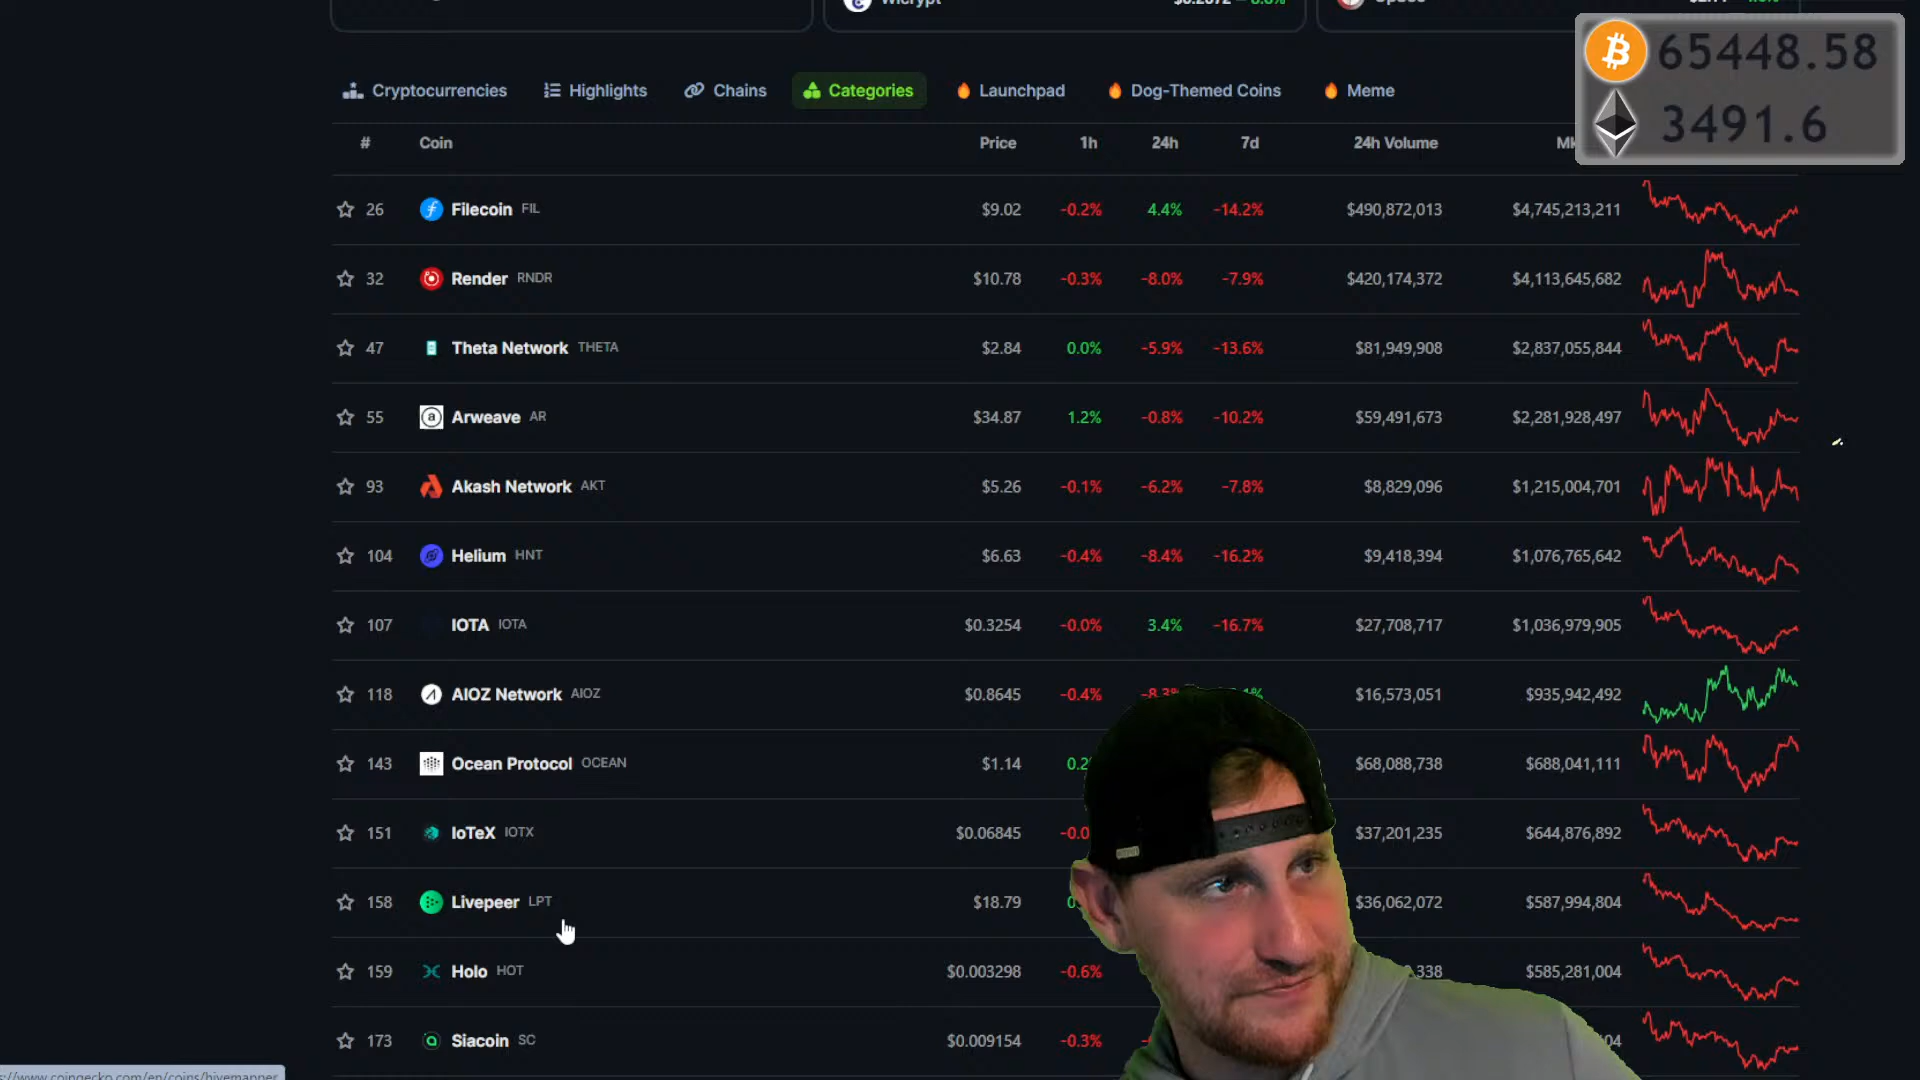 65448.58
3491.6
Cryptocurrencies Highlights Chains Categories Launchpad Dog-Themed Coins Meme
# Coin Price 1h 24h 7d 24h Volume
26 Filecoin FIL $9.02 -0.2% 4.4% -14.2% $490,872,013 $4,745,213,211
32 Render RNDR $10.78 -0.3% -8.0% -7.9% $420,174,372 $4,113,645,682
47 Theta Network THETA $2.84 0.0% -5.9% -13.6% $81,949,908 $2,837,055,844
55 Arweave AR $34.87 1.2% -0.8% -10.2% $59,491,673 $2,281,928,497
93 Akash Network AKT $5.26 -0.1% -6.2% -7.8% $8,829,096 $1,215,004,701
104 Helium HNT $6.63 -0.4% -8.4% -16.2% $9,418,394 $1,076,765,642
107 IOTA IOTA $0.3254 -0.0% 3.4% -16.7% $27,708,717 $1,036,979,905
118 AIOZ Network AIOZ $0.8645 -0.4% $16,573,051 $935,942,492
143 Ocean Protocol OCEAN $1.14 $68,088,738 $688,041,111
151 IoTeX IOTX $0.06845 $37,201,235 $644,876,892
158 Livepeer LPT $18.79 $36,062,072 $587,994,804
159 Holo HOT $0.003298 -0.6% $585,281,004
173 Siacoin SC $0.009154 -0.3%